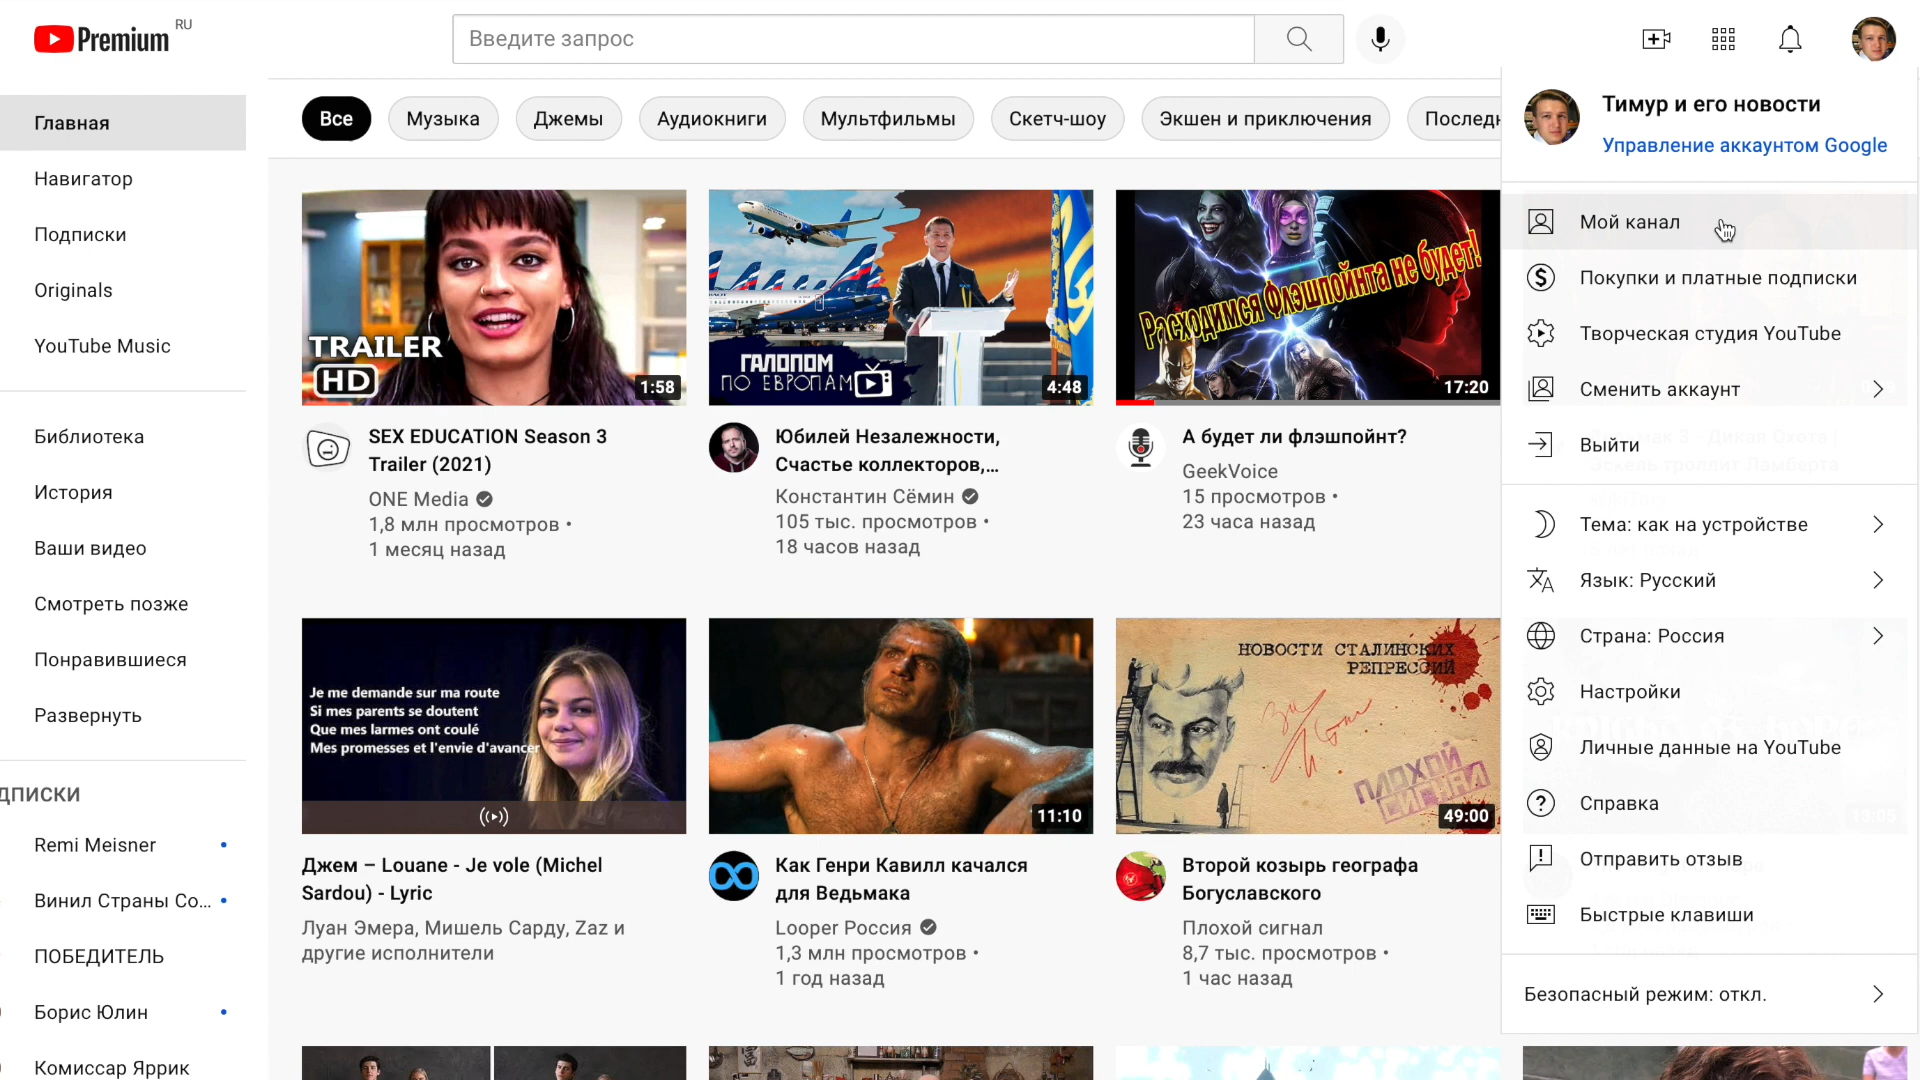 Premium RU
Введите запрос
Главная
Навигатор
Подписки
Originals
YouTube Music
Библиотека
История
Ваши видео
Смотреть позже
Понравившиеся
Развернуть
дписки
Remi Meisner
Винил Страны Со...
ПОБЕДИТЕЛЬ
Борис Юлин
Комиссар Яррик
Все
Музыка
Джемы
Аудиокниги
Мультфильмы
Скетч-шоу
Экшен и приключения
Последн
TRAILER
HD
1:58
SEX EDUCATION Season 3
Trailer (2021)
ONE Media
1,8 млн просмотров •
1 месяц назад
ГАЛОПОМ
ПО ЕВРОПАМ
4:48
Юбилей Незалежности,
Счастье коллекторов,...
Константин Сёмин
105 тыс. просмотров •
18 часов назад
Расходимся Флэшпойнта не будет!
17:20
А будет ли флэшпойнт?
GeekVoice
15 просмотров •
23 часа назад
Je me demande sur ma route
Si mes parents se doutent
Que mes larmes ont coulé
Mes promesses et l'envie d'avancer
Джем – Louane - Je vole (Michel
Sardou) - Lyric
Луан Эмера, Мишель Сарду, Zaz и
другие исполнители
11:10
Как Генри Кавилл качался
для Ведьмака
Looper Россия
1,3 млн просмотров •
1 год назад
НОВОСТИ СТАЛИНСКИХ
РЕПРЕССИЙ
ПЛОХОЙ
СИГНАЛ
49:00
Второй козырь географа
Богуславского
Плохой сигнал
8,7 тыс. просмотров •
1 час назад
Тимур и его новости
Управление аккаунтом Google
Мой канал
Покупки и платные подписки
Творческая студия YouTube
Сменить аккаунт
Выйти
Тема: как на устройстве
Язык: Русский
Страна: Россия
Настройки
Личные данные на YouTube
Справка
Отправить отзыв
Быстрые клавиши
Безопасный режим: откл.